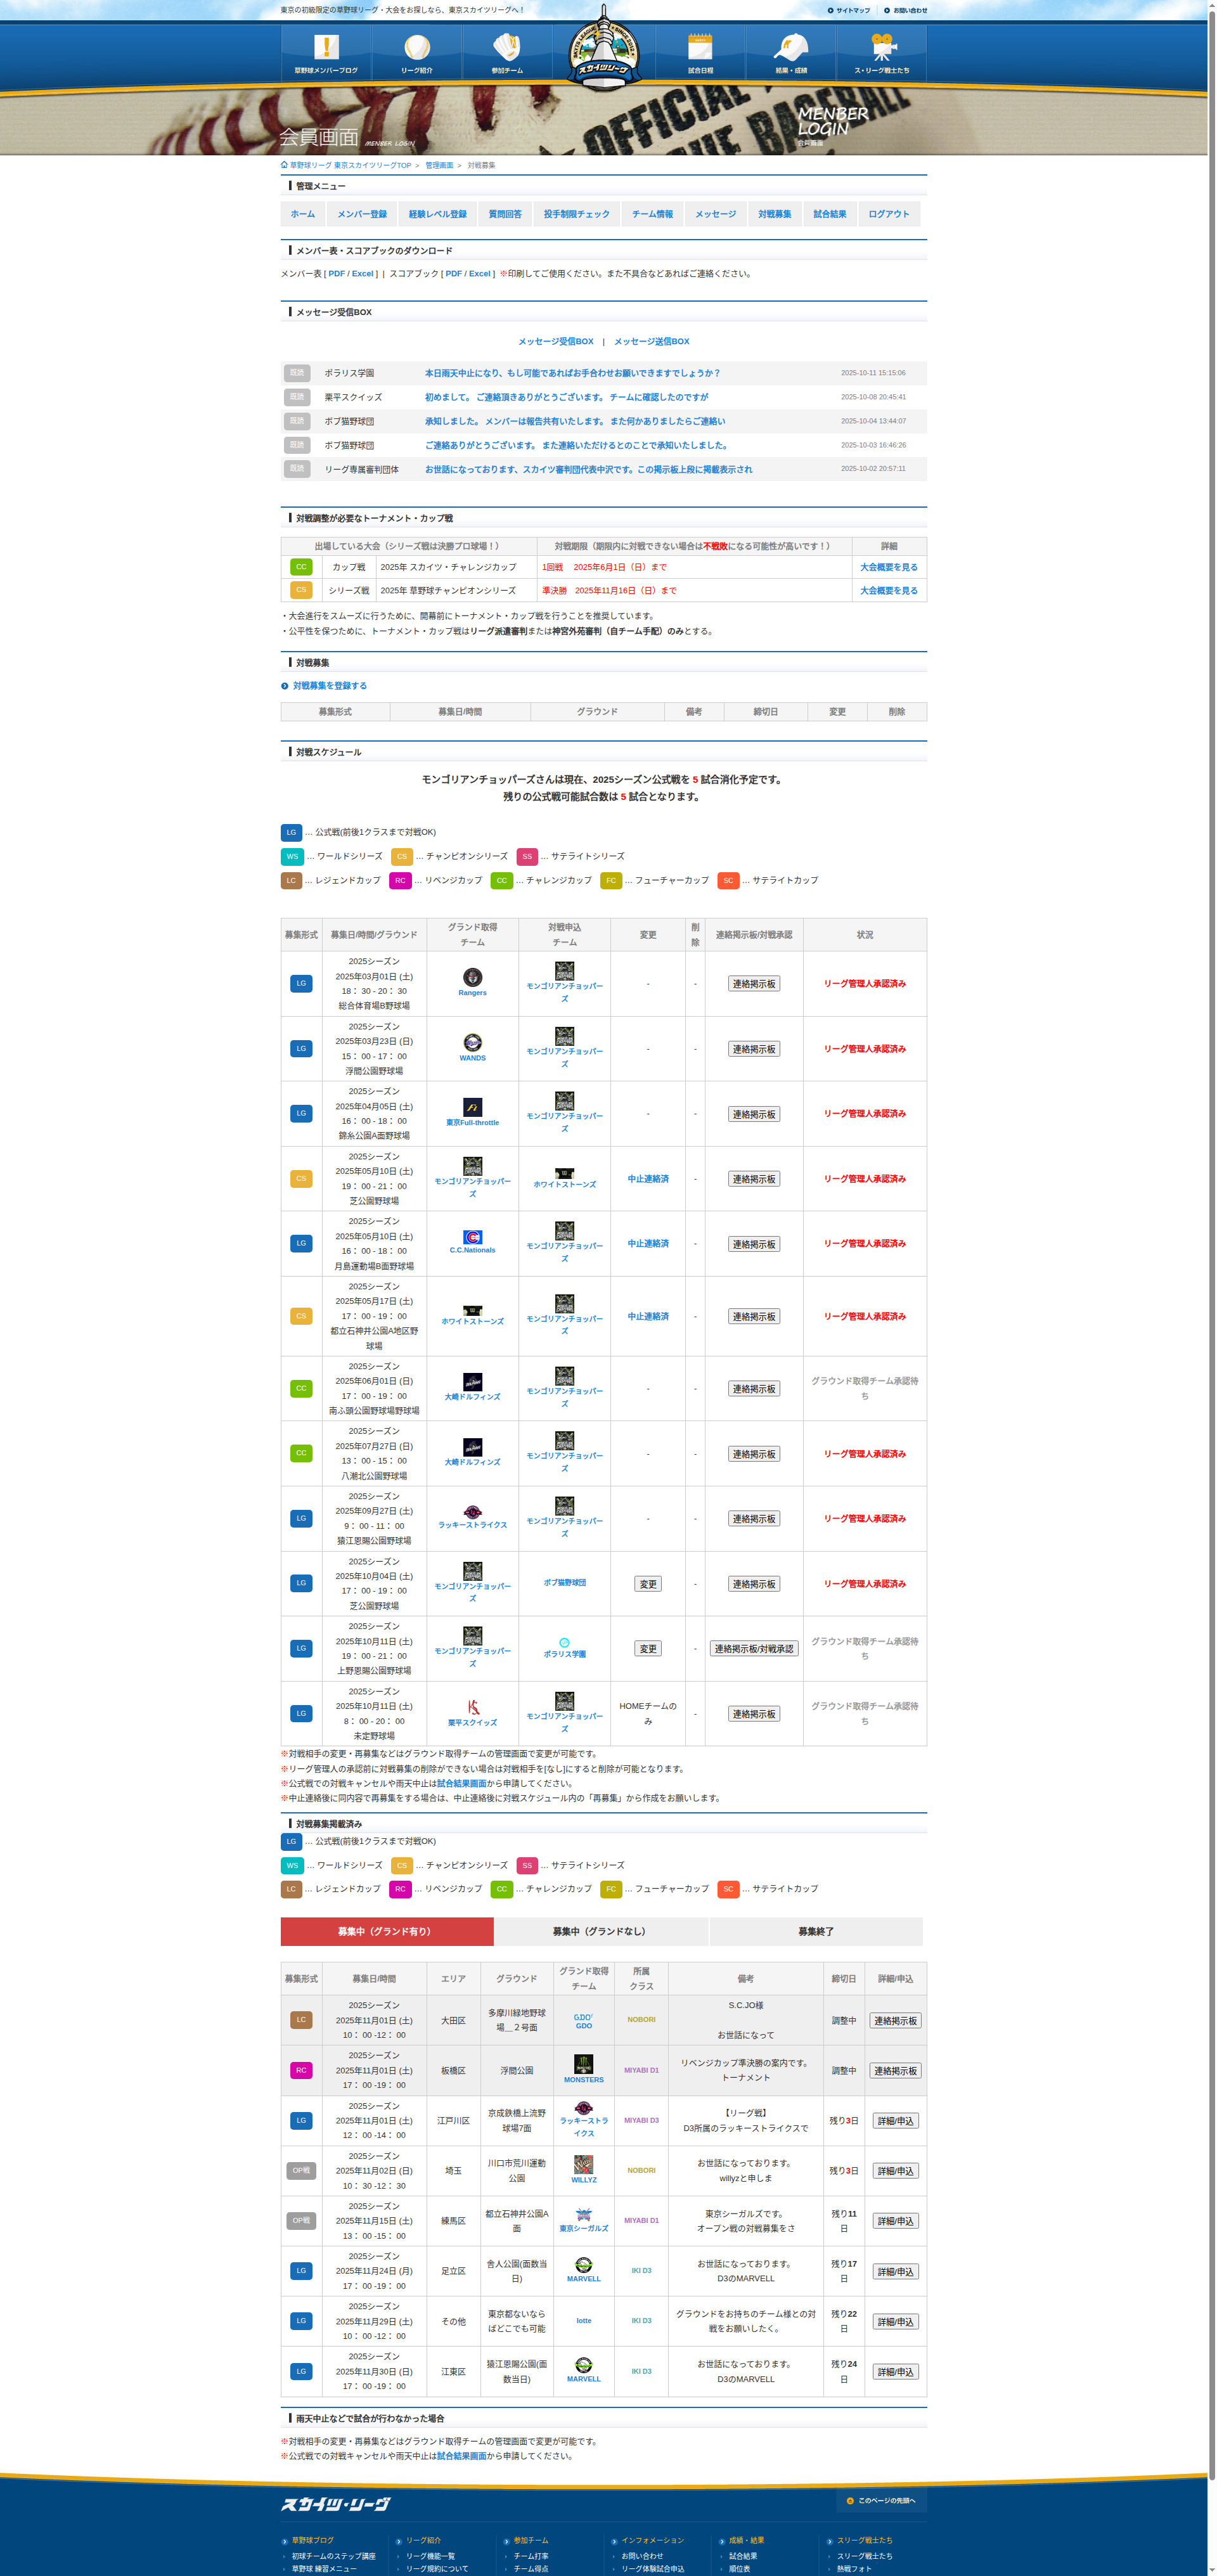 東京の初級限定の草野球リーグ・大会をお探しなら、東京スカイツリーグへ！
サイトマップ
お問い合わせ
草野球メンバーブログ
リーグ紹介
参加チーム
スカイツリーグ
試合日程
結果・成績
ス・リーグ戦士たち
会員画面 MENBER LOGIN
MENBER LOGIN
会員画面
草野球リーグ 東京スカイツリーグTOP ＞ 管理画面 ＞ 対戦募集
管理メニュー
ホーム メンバー登録 経験レベル登録 質問回答 投手制限チェック チーム情報 メッセージ 対戦募集 試合結果 ログアウト
メンバー表・スコアブックのダウンロード
メンバー表 [ PDF / Excel ] | スコアブック [ PDF / Excel ] ※印刷してご使用ください。また不具合などあればご連絡ください。
メッセージ受信BOX
メッセージ受信BOX | メッセージ送信BOX
既読 ポラリス学園 本日雨天中止になり、もし可能であればお手合わせお願いできますでしょうか？ 2025-10-11 15:15:06
既読 栗平スクイッズ 初めまして。 ご連絡頂きありがとうございます。 チームに確認したのですが 2025-10-08 20:45:41
既読 ボブ猫野球団 承知しました。 メンバーは報告共有いたします。 また何かありましたらご連絡い 2025-10-04 13:44:07
既読 ボブ猫野球団 ご連絡ありがとうございます。 また連絡いただけるとのことで承知いたしました。 2025-10-03 16:46:26
既読 リーグ専属審判団体 お世話になっております、スカイツ審判団代表中沢です。この掲示板上段に掲載表示され 2025-10-02 20:57:11
対戦調整が必要なトーナメント・カップ戦
出場している大会（シリーズ戦は決勝プロ球場！） 対戦期限（期限内に対戦できない場合は不戦敗になる可能性が高いです！） 詳細
CC カップ戦 2025年 スカイツ・チャレンジカップ 1回戦 2025年6月1日（日）まで 大会概要を見る
CS シリーズ戦 2025年 草野球チャンピオンシリーズ 準決勝 2025年11月16日（日）まで 大会概要を見る
・大会進行をスムーズに行うために、開幕前にトーナメント・カップ戦を行うことを推奨しています。
・公平性を保つために、トーナメント・カップ戦はリーグ派遣審判または神宮外苑審判（自チーム手配）のみとする。
対戦募集
対戦募集を登録する
募集形式 募集日/時間 グラウンド 備考 締切日 変更 削除
対戦スケジュール
モンゴリアンチョッパーズさんは現在、2025シーズン公式戦を 5 試合消化予定です。
残りの公式戦可能試合数は 5 試合となります。
LG … 公式戦(前後1クラスまで対戦OK)
WS … ワールドシリーズ CS … チャンピオンシリーズ SS … サテライトシリーズ
LC … レジェンドカップ RC … リベンジカップ CC … チャレンジカップ FC … フューチャーカップ SC … サテライトカップ
募集形式 募集日/時間/グラウンド グランド取得チーム 対戦申込チーム 変更 削除 連絡掲示板/対戦承認 状況
LG 2025シーズン 2025年03月01日 (土) 18： 30 - 20： 30 総合体育場B野球場 Rangers モンゴリアンチョッパーズ - - 連絡掲示板 リーグ管理人承認済み
LG 2025シーズン 2025年03月23日 (日) 15： 00 - 17： 00 浮間公園野球場 WANDS モンゴリアンチョッパーズ - - 連絡掲示板 リーグ管理人承認済み
LG 2025シーズン 2025年04月05日 (土) 16： 00 - 18： 00 錦糸公園A面野球場 東京Full-throttle モンゴリアンチョッパーズ - - 連絡掲示板 リーグ管理人承認済み
CS 2025シーズン 2025年05月10日 (土) 19： 00 - 21： 00 芝公園野球場 モンゴリアンチョッパーズ ホワイトストーンズ 中止連絡済 - 連絡掲示板 リーグ管理人承認済み
LG 2025シーズン 2025年05月10日 (土) 16： 00 - 18： 00 月島運動場B面野球場 C.C.Nationals モンゴリアンチョッパーズ 中止連絡済 - 連絡掲示板 リーグ管理人承認済み
CS 2025シーズン 2025年05月17日 (土) 17： 00 - 19： 00 都立石神井公園A地区野球場 ホワイトストーンズ モンゴリアンチョッパーズ 中止連絡済 - 連絡掲示板 リーグ管理人承認済み
CC 2025シーズン 2025年06月01日 (日) 17： 00 - 19： 00 南ふ頭公園野球場野球場 大崎ドルフィンズ モンゴリアンチョッパーズ - - 連絡掲示板 グラウンド取得チーム承認待ち
CC 2025シーズン 2025年07月27日 (日) 13： 00 - 15： 00 八潮北公園野球場 大崎ドルフィンズ モンゴリアンチョッパーズ - - 連絡掲示板 リーグ管理人承認済み
LG 2025シーズン 2025年09月27日 (土) 9： 00 - 11： 00 猿江恩賜公園野球場 ラッキーストライクス モンゴリアンチョッパーズ - - 連絡掲示板 リーグ管理人承認済み
LG 2025シーズン 2025年10月04日 (土) 17： 00 - 19： 00 芝公園野球場 モンゴリアンチョッパーズ ボブ猫野球団 変更 - 連絡掲示板 リーグ管理人承認済み
LG 2025シーズン 2025年10月11日 (土) 19： 00 - 21： 00 上野恩賜公園野球場 モンゴリアンチョッパーズ ポラリス学園 変更 - 連絡掲示板/対戦承認 グラウンド取得チーム承認待ち
LG 2025シーズン 2025年10月11日 (土) 8： 00 - 20： 00 未定野球場 栗平スクイッズ モンゴリアンチョッパーズ HOMEチームのみ - 連絡掲示板 グラウンド取得チーム承認待ち
※対戦相手の変更・再募集などはグラウンド取得チームの管理画面で変更が可能です。
※リーグ管理人の承認前に対戦募集の削除ができない場合は対戦相手を[なし]にすると削除が可能となります。
※公式戦での対戦キャンセルや雨天中止は試合結果画面から申請してください。
※中止連絡後に同内容で再募集をする場合は、中止連絡後に対戦スケジュール内の「再募集」から作成をお願いします。
対戦募集掲載済み
LG … 公式戦(前後1クラスまで対戦OK)
WS … ワールドシリーズ CS … チャンピオンシリーズ SS … サテライトシリーズ
LC … レジェンドカップ RC … リベンジカップ CC … チャレンジカップ FC … フューチャーカップ SC … サテライトカップ
募集中（グランド有り） 募集中（グランドなし） 募集終了
募集形式 募集日/時間 エリア グラウンド グランド取得チーム 所属クラス 備考 締切日 詳細/申込
LC 2025シーズン 2025年11月01日 (土) 10： 00 -12： 00 大田区 多摩川緑地野球場＿２号面 GDO NOBORI S.C.JO様 お世話になって 調整中 連絡掲示板
RC 2025シーズン 2025年11月01日 (土) 17： 00 -19： 00 板橋区 浮間公園 MONSTERS MIYABI D1 リベンジカップ準決勝の案内です。 トーナメント 調整中 連絡掲示板
LG 2025シーズン 2025年11月01日 (土) 12： 00 -14： 00 江戸川区 京成鉄橋上流野球場7面 ラッキーストライクス MIYABI D3 【リーグ戦】 D3所属のラッキーストライクスで 残り3日 詳細/申込
OP戦 2025シーズン 2025年11月02日 (日) 10： 30 -12： 30 埼玉 川口市荒川運動公園 WILLYZ NOBORI お世話になっております。 willyzと申しま 残り3日 詳細/申込
OP戦 2025シーズン 2025年11月15日 (土) 13： 00 -15： 00 練馬区 都立石神井公園A面 東京シーガルズ MIYABI D1 東京シーガルズです。 オープン戦の対戦募集をさ 残り11日 詳細/申込
LG 2025シーズン 2025年11月24日 (月) 17： 00 -19： 00 足立区 舎人公園(面数当日) MARVELL IKI D3 お世話になっております。 D3のMARVELL 残り17日 詳細/申込
LG 2025シーズン 2025年11月29日 (土) 10： 00 -12： 00 その他 東京都ないならばどこでも可能 lotte IKI D3 グラウンドをお持ちのチーム様との対戦をお願いしたく。 残り22日 詳細/申込
LG 2025シーズン 2025年11月30日 (日) 17： 00 -19： 00 江東区 猿江恩賜公園(面数当日) MARVELL IKI D3 お世話になっております。 D3のMARVELL 残り24日 詳細/申込
雨天中止などで試合が行わなかった場合
※対戦相手の変更・再募集などはグラウンド取得チームの管理画面で変更が可能です。
※公式戦での対戦キャンセルや雨天中止は試合結果画面から申請してください。
スカイツ・リーグ
このページの先頭へ
草野球ブログ リーグ紹介 参加チーム インフォメーション 成績・結果 スリーグ戦士たち
初球チームのステップ講座 リーグ機能一覧 チーム打率 お問い合わせ 試合結果 スリーグ戦士たち
草野球 練習メニュー リーグ規約について チーム得点 リーグ体験試合申込 順位表 熱戦フォト